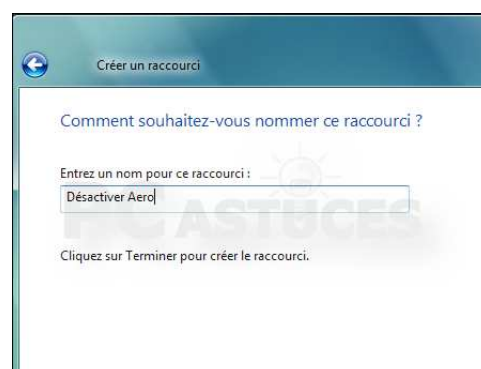 Créer un raccourci
Comment souhaitez-vous nommer ce raccourci ?
Entrez un nom pour ce raccourci :
Désactiver Aero
PC ASTUCES
Cliquez sur Terminer pour créer le raccourci.